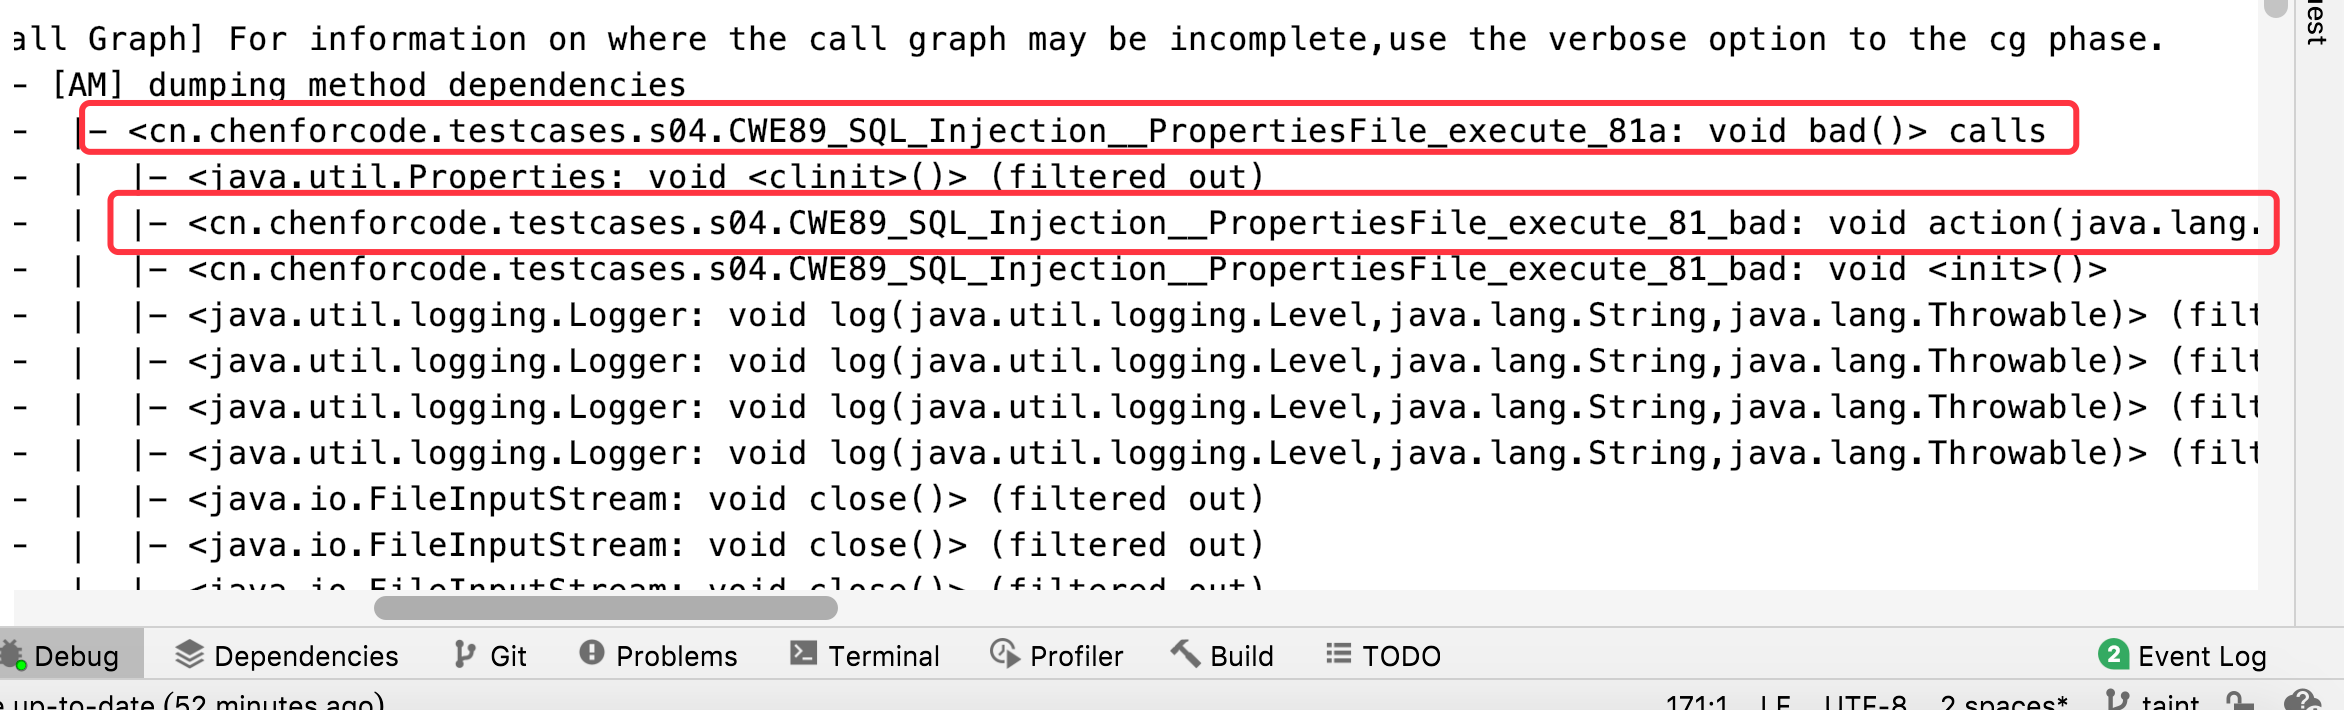 all Graph] For information on where the call graph may be incomplete,use the verbose option to the cg phase.
- [AM] dumping method dependencies
- |- <cn.chenforcode.testcases.s04.CWE89_SQL_Injection__PropertiesFile_execute_81a: void bad()> calls
- | |- <java.util.Properties: void <clinit>()> (filtered out)
- | |- <cn.chenforcode.testcases.s04.CWE89_SQL_Injection__PropertiesFile_execute_81_bad: void action(java.lang.
- | |- <cn.chenforcode.testcases.s04.CWE89_SQL_Injection__PropertiesFile_execute_81_bad: void <init>()>
- | |- <java.util.logging.Logger: void log(java.util.logging.Level,java.lang.String,java.lang.Throwable)> (filt
- | |- <java.util.logging.Logger: void log(java.util.logging.Level,java.lang.String,java.lang.Throwable)> (filt
- | |- <java.util.logging.Logger: void log(java.util.logging.Level,java.lang.String,java.lang.Throwable)> (filt
- | |- <java.util.logging.Logger: void log(java.util.logging.Level,java.lang.String,java.lang.Throwable)> (filt
- | |- <java.io.FileInputStream: void close()> (filtered out)
- | |- <java.io.FileInputStream: void close()> (filtered out)
| |- <java.io.FileInputStream: void close()> (filtered out)
Debug Dependencies Git Problems Terminal Profiler Build TODO 2 Event Log
up-to-date (52 minutes ago) 171:1 LF UTF-8 2 spaces* taint